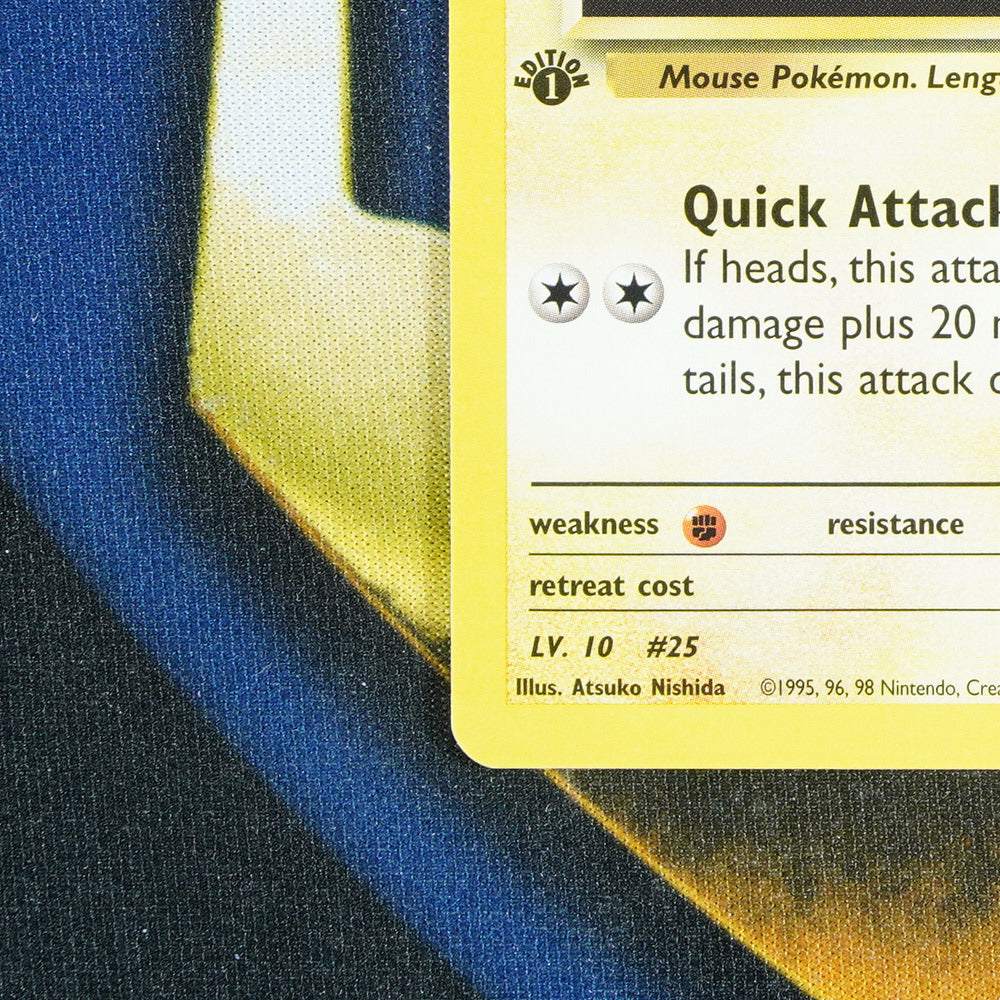 EDITION 1
Mouse Pokémon. Leng
Quick Attack
If heads, this atta
damage plus 20
tails, this attack
weakness resistance
retreat cost
LV. 10 #25
Illus. Atsuko Nishida ©1995, 96, 98 Nintendo, Crea